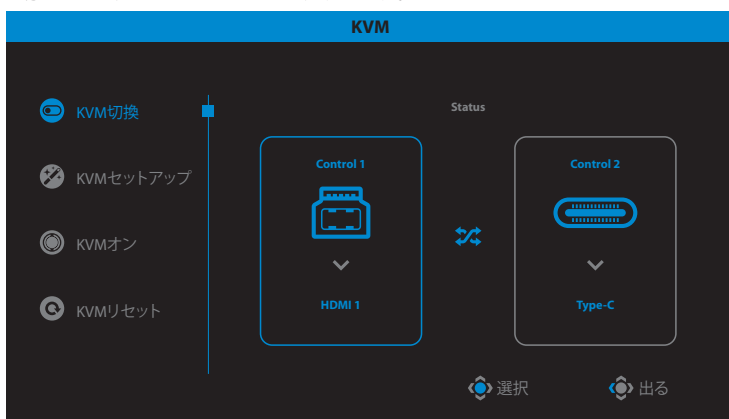 KVM
KVM切換
KVMセットアップ
KVMオン
KVMリセット
Status
Control 1
HDMI 1
Control 2
Type-C
選択
出る